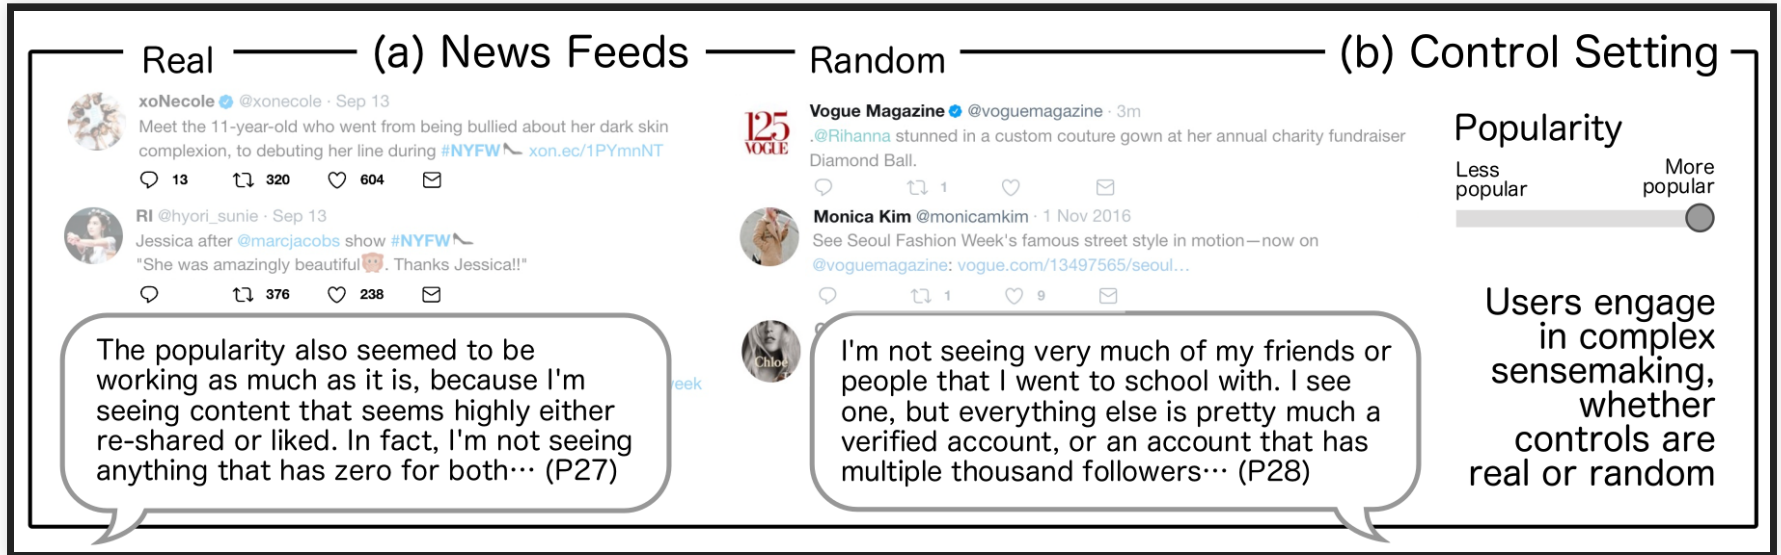 Real
(a) News Feeds
Random
(b) Control Setting
xoNecole @xonecole · Sep 13
Meet the 11-year-old who went from being bullied about her dark skin
complexion, to debuting her line during #NYFW xon.ec/1PYmnNT
13 320 604
RI @hyori_sunie · Sep 13
Jessica after @marcjacobs show #NYFW
"She was amazingly beautiful. Thanks Jessica!!"
376 238
The popularity also seemed to be
working as much as it is, because I'm
seeing content that seems highly either
re-shared or liked. In fact, I'm not seeing
anything that has zero for both… (P27)
125
VOGUE
Vogue Magazine @voguemagazine · 3m
.@Rihanna stunned in a custom couture gown at her annual charity fundraiser
Diamond Ball.
1
Monica Kim @monicamkim · 1 Nov 2016
See Seoul Fashion Week's famous street style in motion—now on
@voguemagazine: vogue.com/13497565/seoul...
1 9
Chloé
I'm not seeing very much of my friends or
people that I went to school with. I see
one, but everything else is pretty much a
verified account, or an account that has
multiple thousand followers… (P28)
Popularity
Less
popular
More
popular
Users engage
in complex
sensemaking,
whether
controls are
real or random